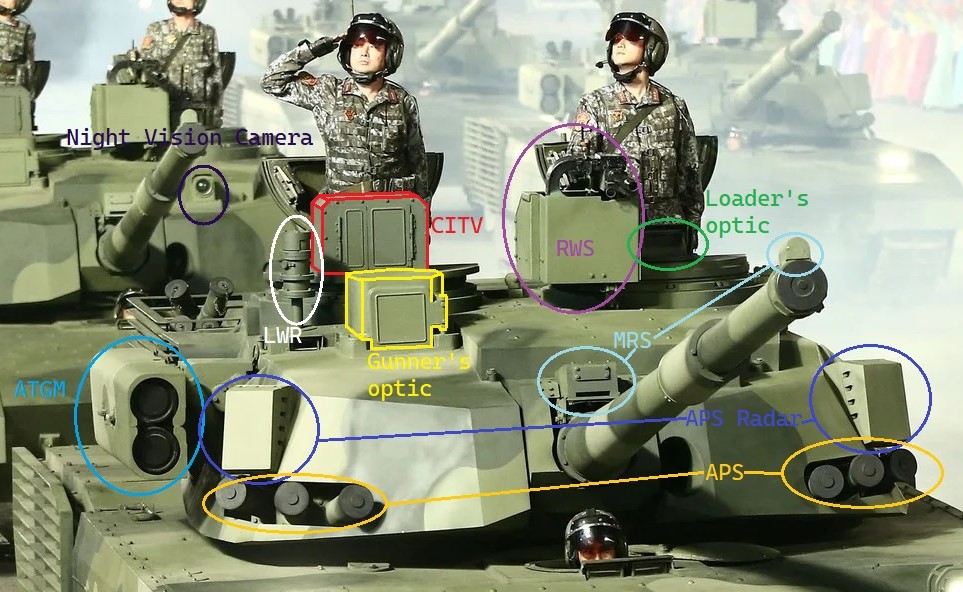 Night Vision Camera
Loader's
optic
CITV
RWS
LWR
MRS
Gunner's
optic
ATGM
APS Radar
APS